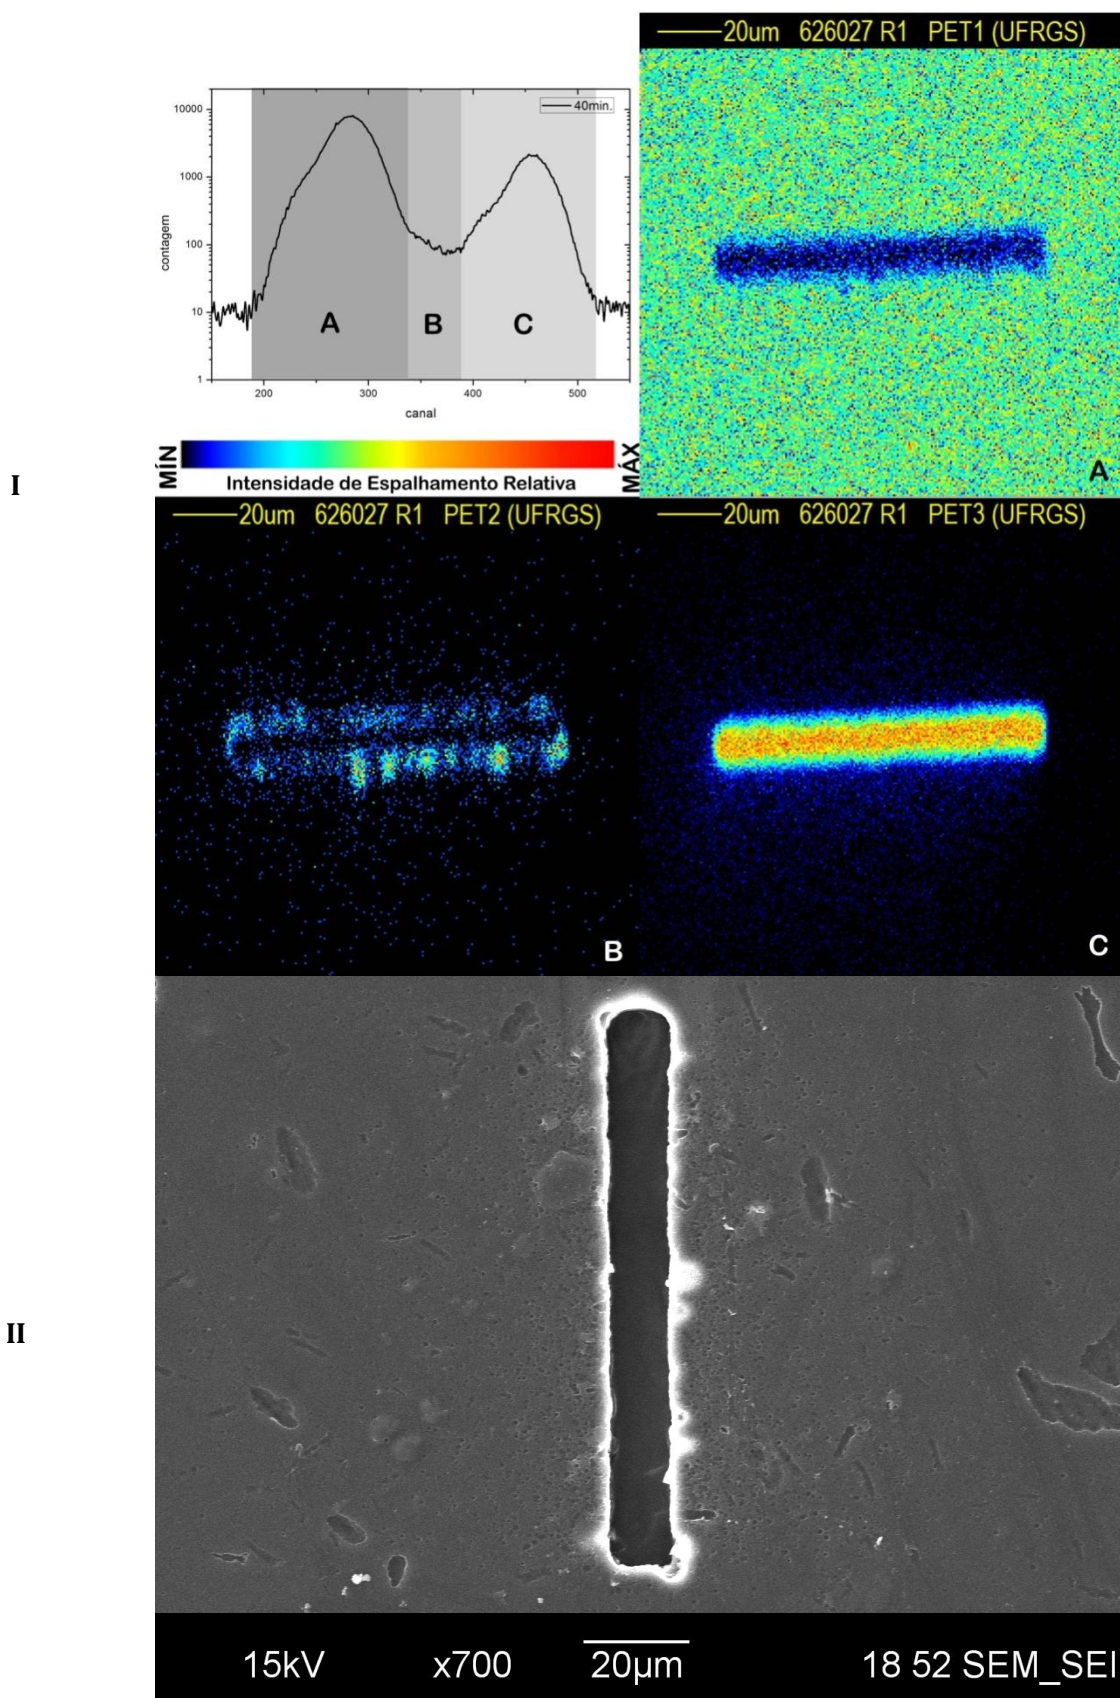 20um 626027 R1 PET1 (UFRGS)
10000
1000
100
10
1
contagem
40min.
A
B
C
200
300
400
500
canal
A
MÍN
MÁX
Intensidade de Espalhamento Relativa
I
20um 626027 R1 PET2 (UFRGS)
20um 626027 R1 PET3 (UFRGS)
B
C
II
15kV x700 20µm 18 52 SEM_SEI